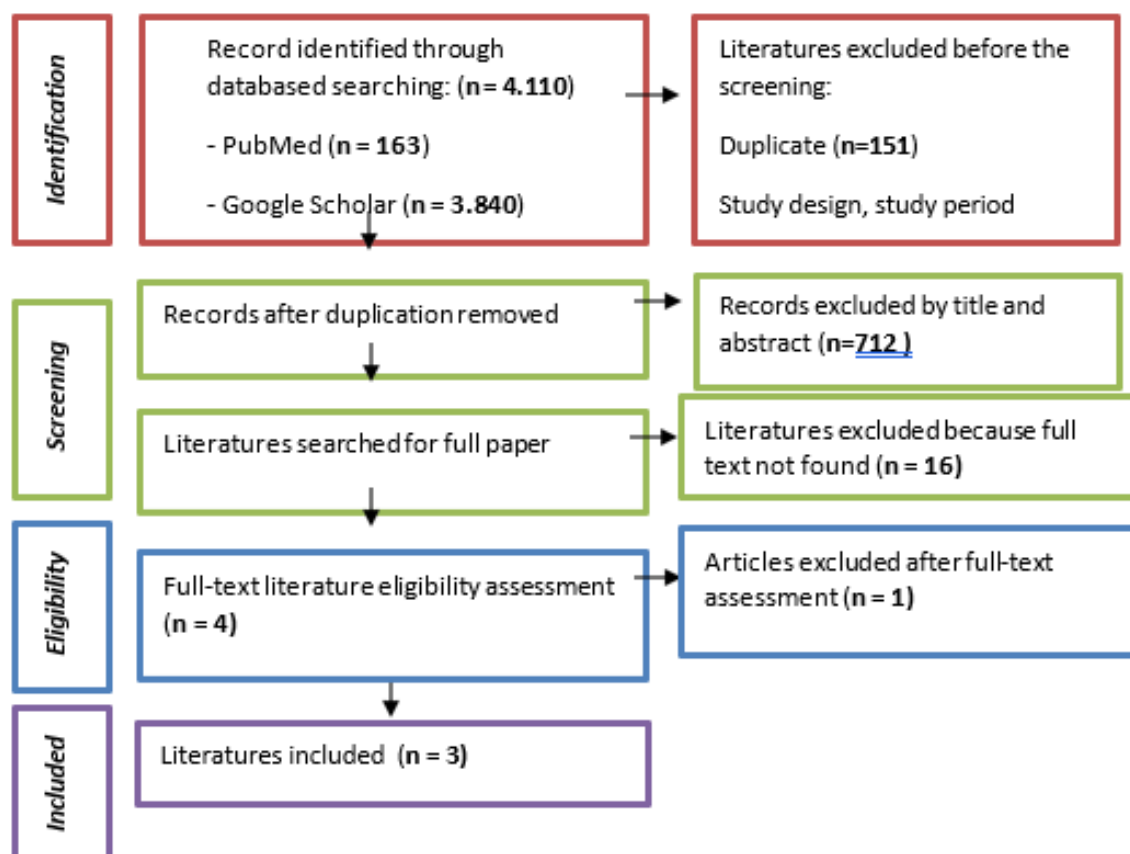 Identification
Record identified through
databased searching: (n= 4.110)
- PubMed (n = 163)
- Google Scholar (n = 3.840)
Literatures excluded before the
screening:
Duplicate (n=151)
Study design, study period
Screening
Records after duplication removed
Records excluded by title and
abstract (n=712 )
Literatures searched for full paper
Literatures excluded because full
text not found (n = 16)
Eligibility
Full-text literature eligibility assessment
(n = 4)
Articles excluded after full-text
assessment (n = 1)
Included
Literatures included (n = 3)